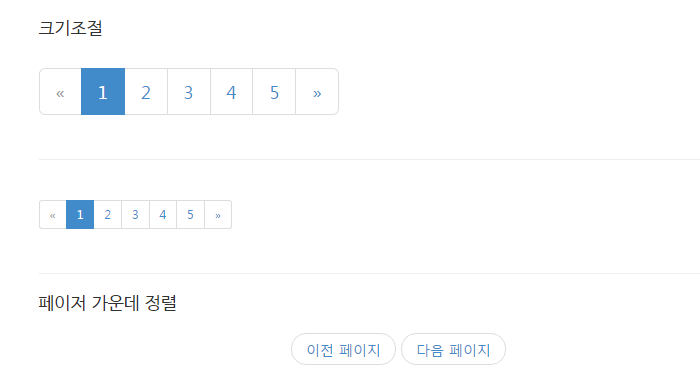 크기조절
« 1 2 3 4 5 »
« 1 2 3 4 5 »
페이저 가운데 정렬
이전 페이지 다음 페이지